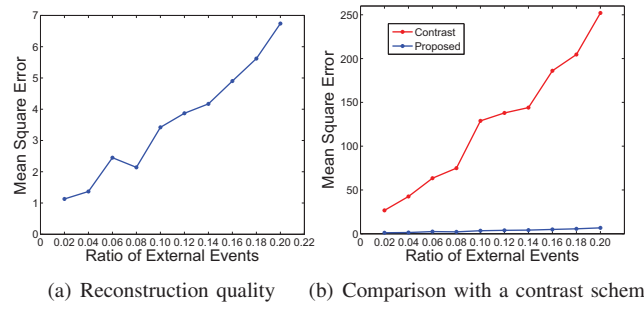 7
6
5
4
3
2
1
0
Mean Square Error
0 0.02 0.04 0.06 0.08 0.10 0.12 0.14 0.16 0.18 0.20 0.22
Ratio of External Events
(a) Reconstruction quality
250
200
150
100
50
0
Mean Square Error
Contrast
Proposed
0 0.02 0.04 0.06 0.08 0.10 0.12 0.14 0.16 0.18 0.20
Ratio of External Events
(b) Comparison with a contrast schem